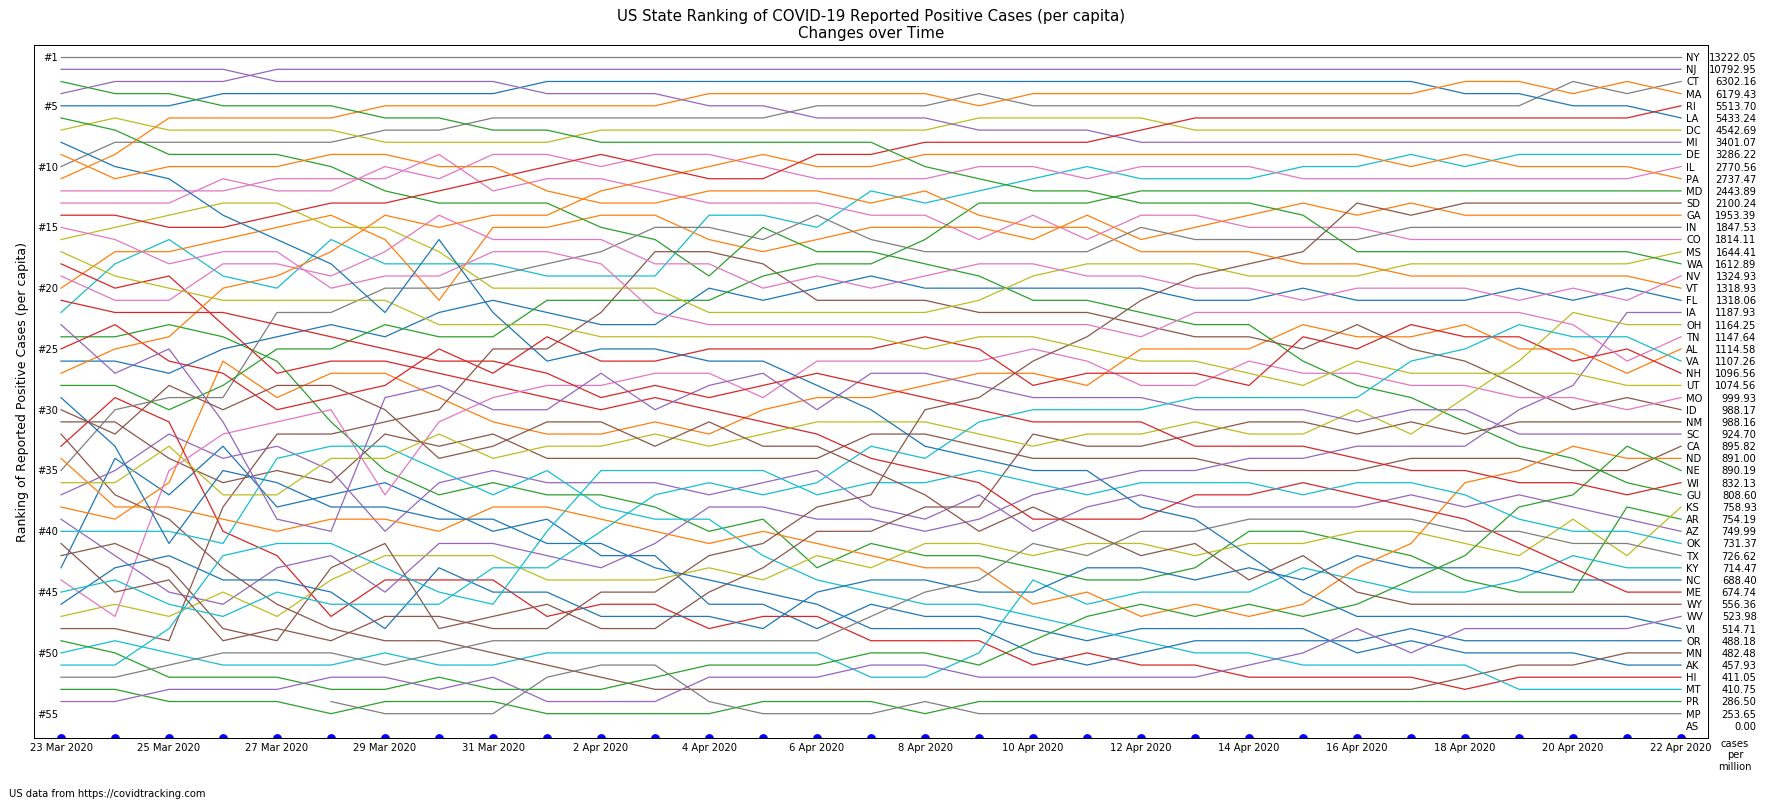 US State Ranking of COVID-19 Reported Positive Cases (per capita)
Changes over Time
Ranking of Reported Positive Cases (per capita)
#1
#5
#10
#15
#20
#25
#30
#35
#40
#45
#50
#55
NY 13222.05
NJ 10792.95
CT 6302.16
MA 6179.43
RI 5513.70
LA 5433.24
DC 4542.69
MI 3401.07
DE 3286.22
IL 2770.56
PA 2737.47
MD 2443.89
SD 2100.24
GA 1953.39
IN 1847.53
CO 1814.11
MS 1644.41
WA 1612.89
NV 1324.93
VT 1318.93
FL 1318.06
IA 1187.93
OH 1164.25
TN 1147.64
AL 1114.58
VA 1107.26
NH 1096.56
UT 1074.56
MO 999.93
ID 988.17
NM 988.16
SC 924.70
CA 895.82
ND 891.00
NE 890.19
WI 832.13
GU 808.60
KS 758.93
AR 754.19
AZ 749.99
OK 731.37
TX 726.62
KY 714.47
NC 688.40
ME 674.74
WY 556.36
WV 523.98
VI 514.71
OR 488.18
MN 482.48
AK 457.93
HI 411.05
MT 410.75
PR 286.50
MP 253.65
AS 0.00
23 Mar 2020 25 Mar 2020 27 Mar 2020 29 Mar 2020 31 Mar 2020 2 Apr 2020 4 Apr 2020 6 Apr 2020 8 Apr 2020 10 Apr 2020 12 Apr 2020 14 Apr 2020 16 Apr 2020 18 Apr 2020 20 Apr 2020 22 Apr 2020
cases
per
million
US data from https://covidtracking.com